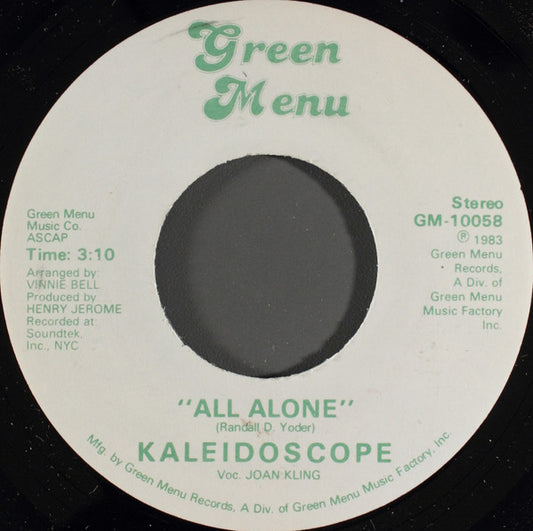 Green
Menu
Green Menu
Music Co.
ASCAP
Time: 3:10
Arranged by:
VINNIE BELL
Produced by
HENRY JEROME
Recorded at
Soundtek,
Inc., NYC
Stereo
GM-10058
℗ 1983
Green Menu
Records,
A Div. of
Green Menu
Music Factory
Inc.
"ALL ALONE"
(Randall D. Yoder)
KALEIDOSCOPE
Voc. JOAN KLING
Mfg. by Green Menu Records, A Div. of Green Menu Music Factory, Inc.